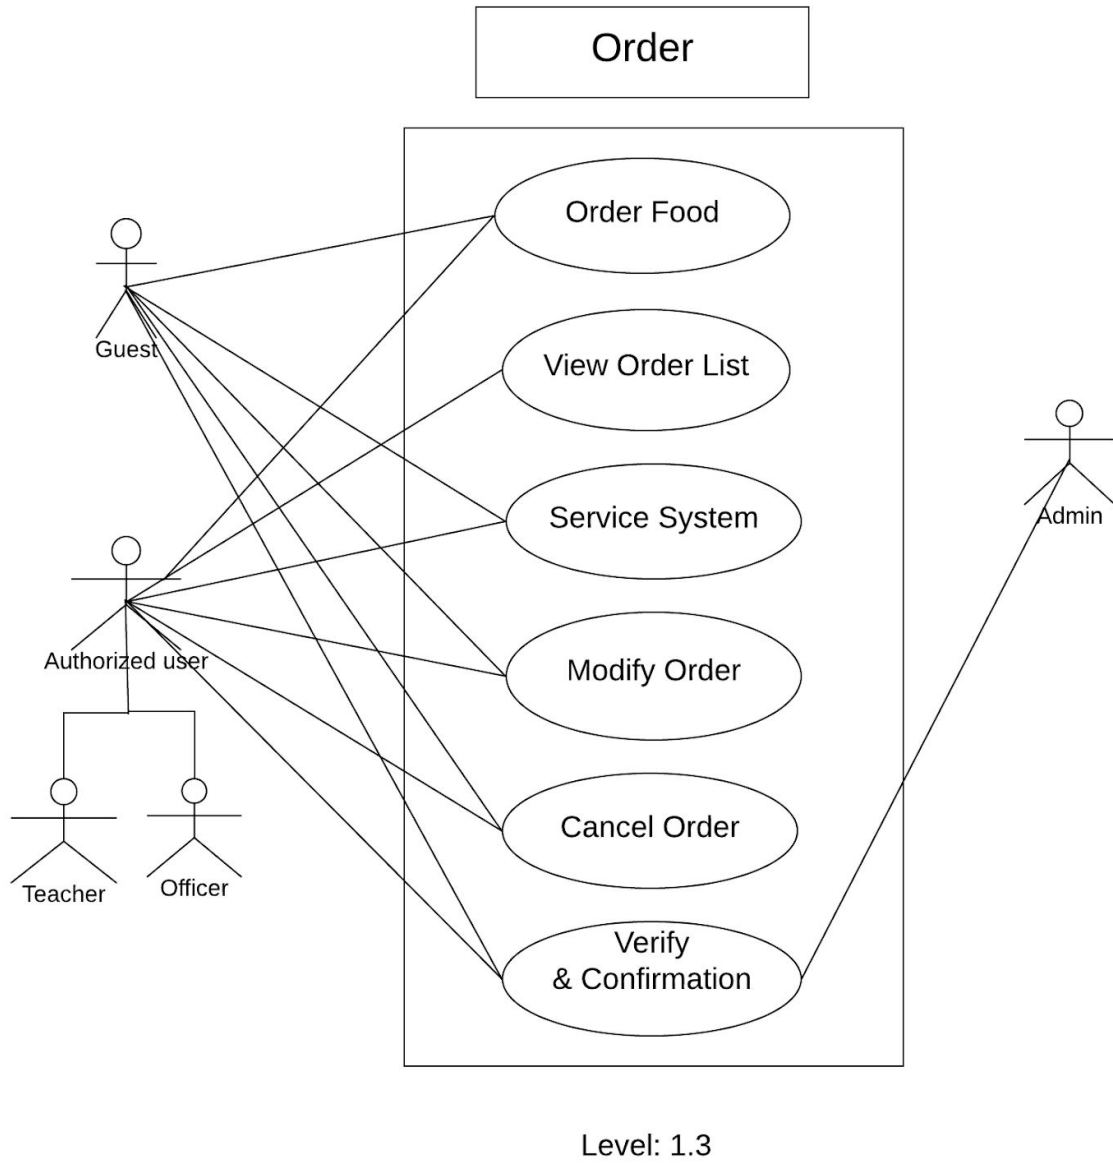 Order
Order Food
View Order List
Service System
Modify Order
Cancel Order
Verify
& Confirmation
Guest
Authorized user
Teacher
Officer
Admin
Level: 1.3